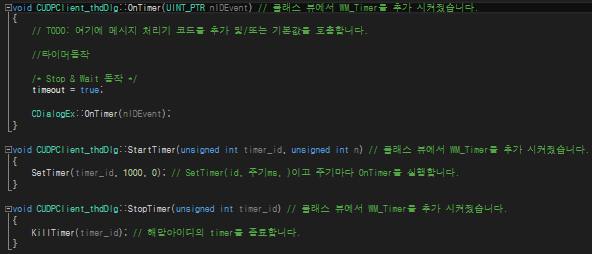 void CUDPClient_thdDlg::OnTimer(UINT_PTR nIDEvent) // 클래스 뷰에서 WM_Timer를 추가 시켜줬습니다.
{
// TODO: 여기에 메시지 처리기 코드를 추가 및/또는 기본값을 호출합니다.
//타이머동작
/* Stop & Wait 동작 */
timeout = true;
CDialogEx::OnTimer(nIDEvent);
}
void CUDPClient_thdDlg::StartTimer(unsigned int timer_id, unsigned int n) // 클래스 뷰에서 WM_Timer를 추가 시켜줬습니다.
{
SetTimer(timer_id, 1000, 0); // SetTimer(id, 주기ms, )이고 주기마다 OnTimer를 실행합니다.
}
void CUDPClient_thdDlg::StopTimer(unsigned int timer_id) // 클래스 뷰에서 WM_Timer를 추가 시켜줬습니다.
{
KillTimer(timer_id); // 해당아이디의 timer를 종료합니다.
}